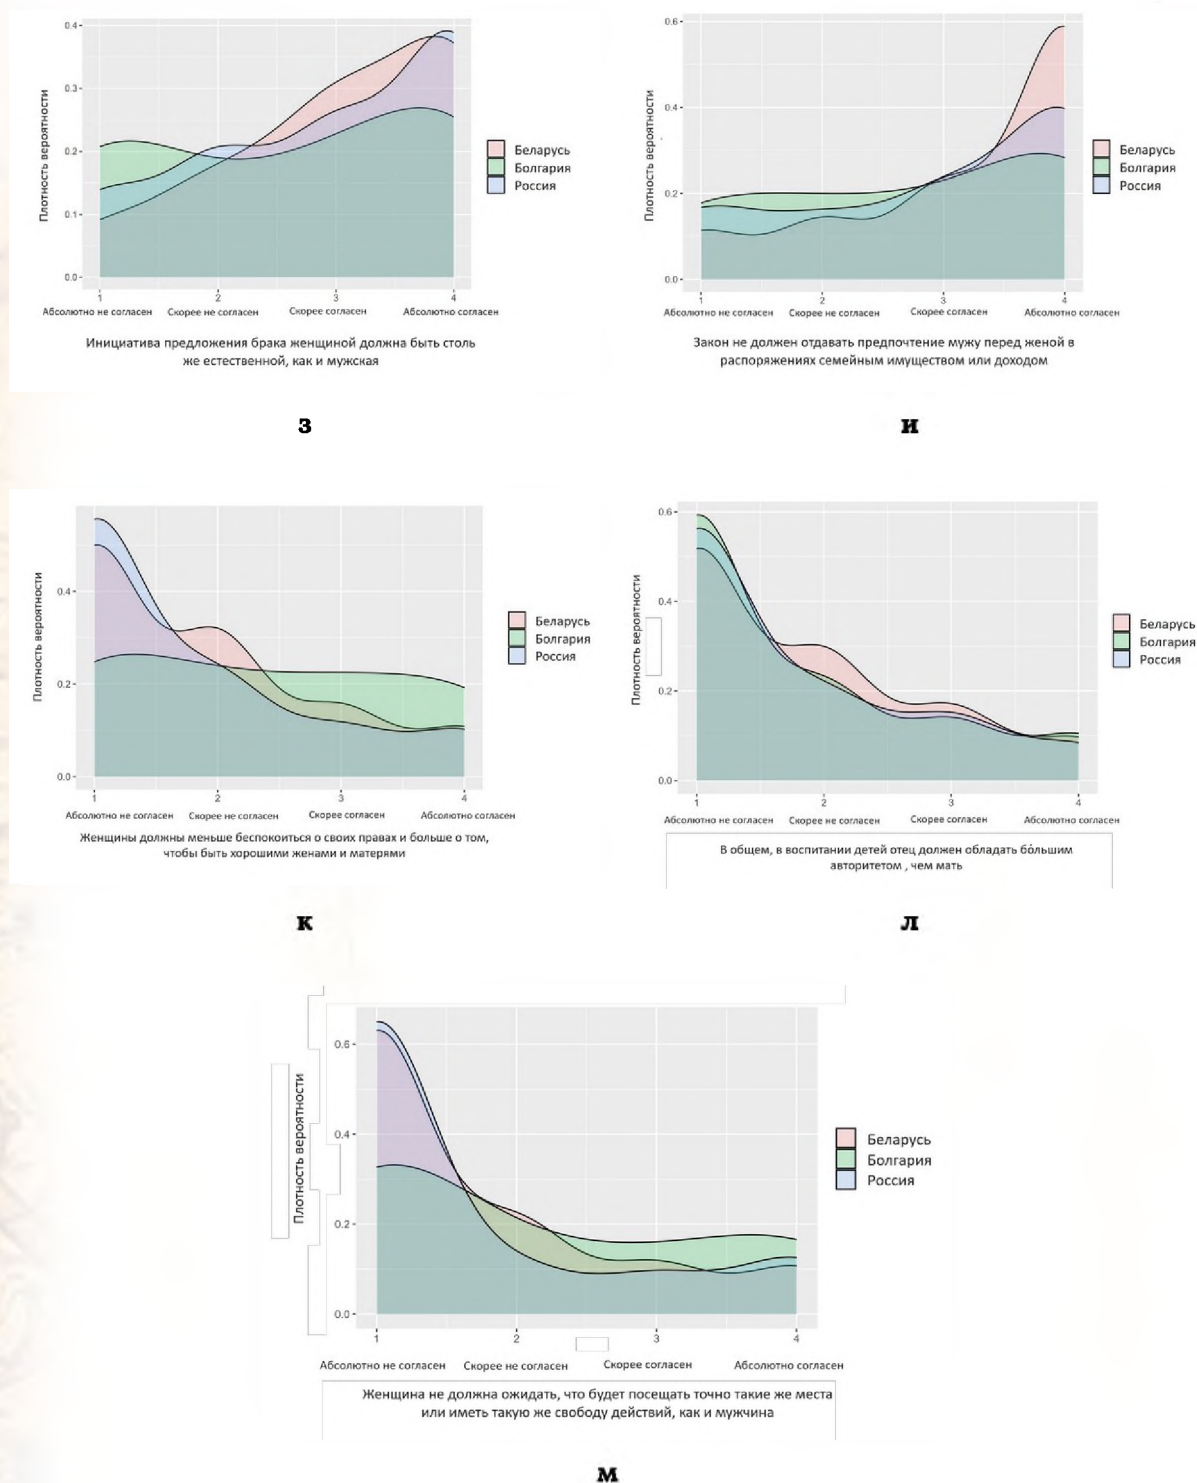 Плотность вероятности
0.4
0.3
0.2
0.1
0.0
1 2 3 4
Абсолютно не согласен Скорее не согласен Скорее согласен Абсолютно согласен
Инициатива предложения брака женщиной должна быть столь
же естественной, как и мужская
Беларусь
Болгария
Россия
з
Плотность вероятности
0.6
0.4
0.2
0.0
1 2 3 4
Абсолютно не согласен Скорее не согласен Скорее согласен Абсолютно согласен
Закон не должен отдавать предпочтение мужу перед женой в
распоряжениях семейным имуществом или доходом
Беларусь
Болгария
Россия
и
Плотность вероятности
0.4
0.2
0.0
1 2 3 4
Абсолютно не согласен Скорее не согласен Скорее согласен Абсолютно согласен
Женщины должны меньше беспокоиться о своих правах и больше о том,
чтобы быть хорошими женами и матерями
Беларусь
Болгария
Россия
к
Плотность вероятности
0.6
0.4
0.2
0.0
1 2 3 4
Абсолютно не согласен Скорее не согласен Скорее согласен Абсолютно согласен
В общем, в воспитании детей отец должен обладать бо́льшим
авторитетом , чем мать
Беларусь
Болгария
Россия
л
Плотность вероятности
0.6
0.4
0.2
0.0
1 2 3 4
Абсолютно не согласен Скорее не согласен Скорее согласен Абсолютно согласен
Женщина не должна ожидать, что будет посещать точно такие же места
или иметь такую же свободу действий, как и мужчина
Беларусь
Болгария
Россия
м